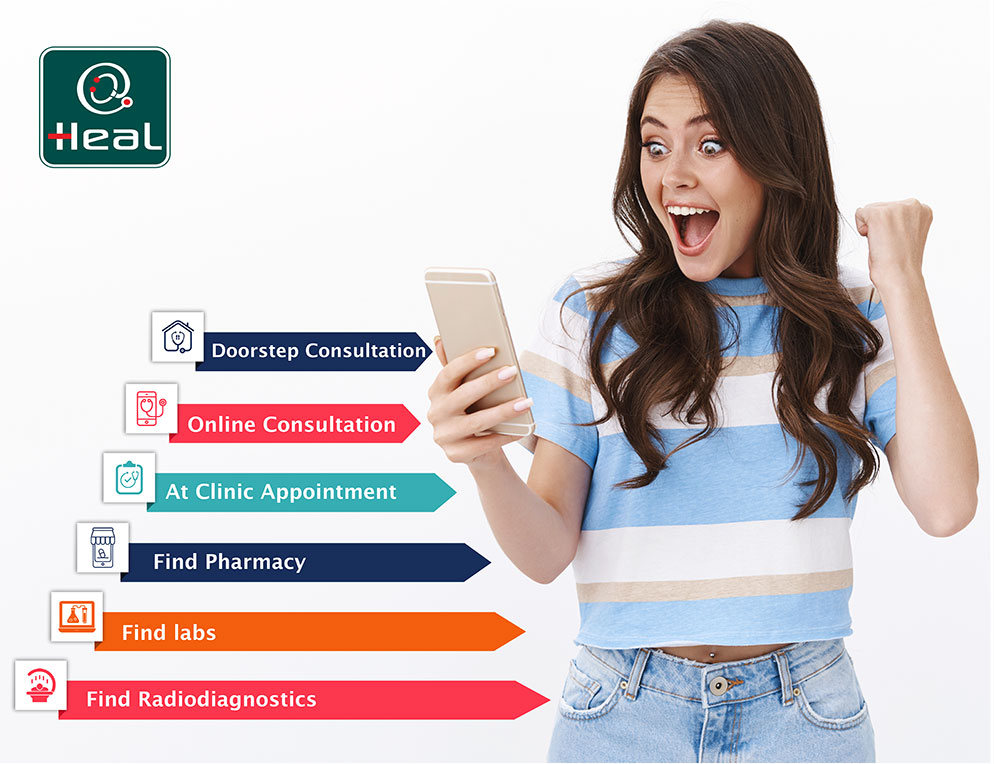 Heal
Doorstep Consultation
Online Consultation
At Clinic Appointment
Find Pharmacy
Find labs
Find Radiodiagnostics